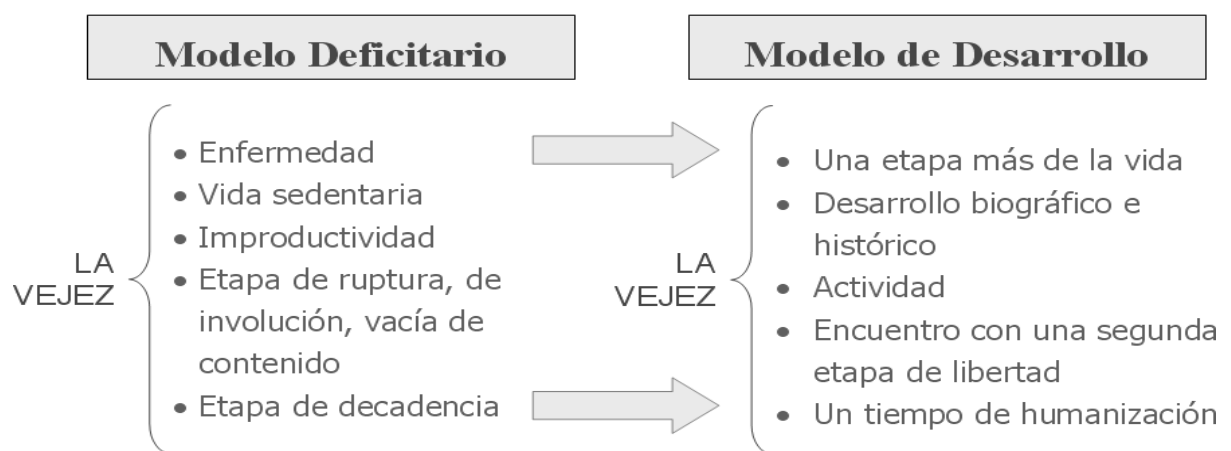 Modelo Deficitario
LA
VEJEZ
• Enfermedad
• Vida sedentaria
• Improductividad
• Etapa de ruptura, de
involución, vacía de
contenido
• Etapa de decadencia
Modelo de Desarrollo
LA
VEJEZ
• Una etapa más de la vida
• Desarrollo biográfico e
histórico
• Actividad
• Encuentro con una segunda
etapa de libertad
• Un tiempo de humanización